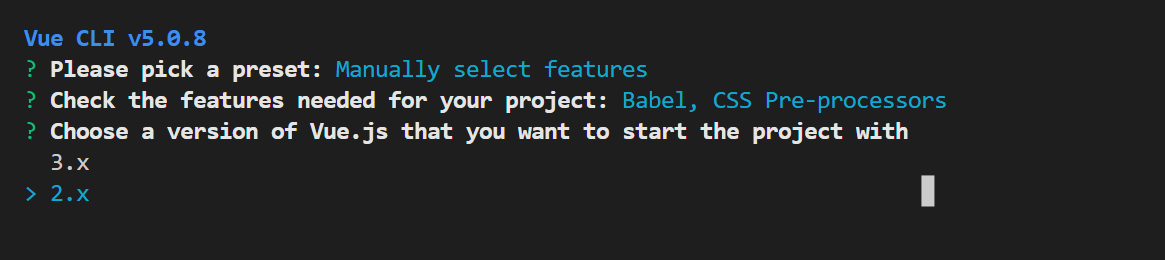 Vue CLI v5.0.8
? Please pick a preset: Manually select features
? Check the features needed for your project: Babel, CSS Pre-processors
? Choose a version of Vue.js that you want to start the project with
3.x
> 2.x